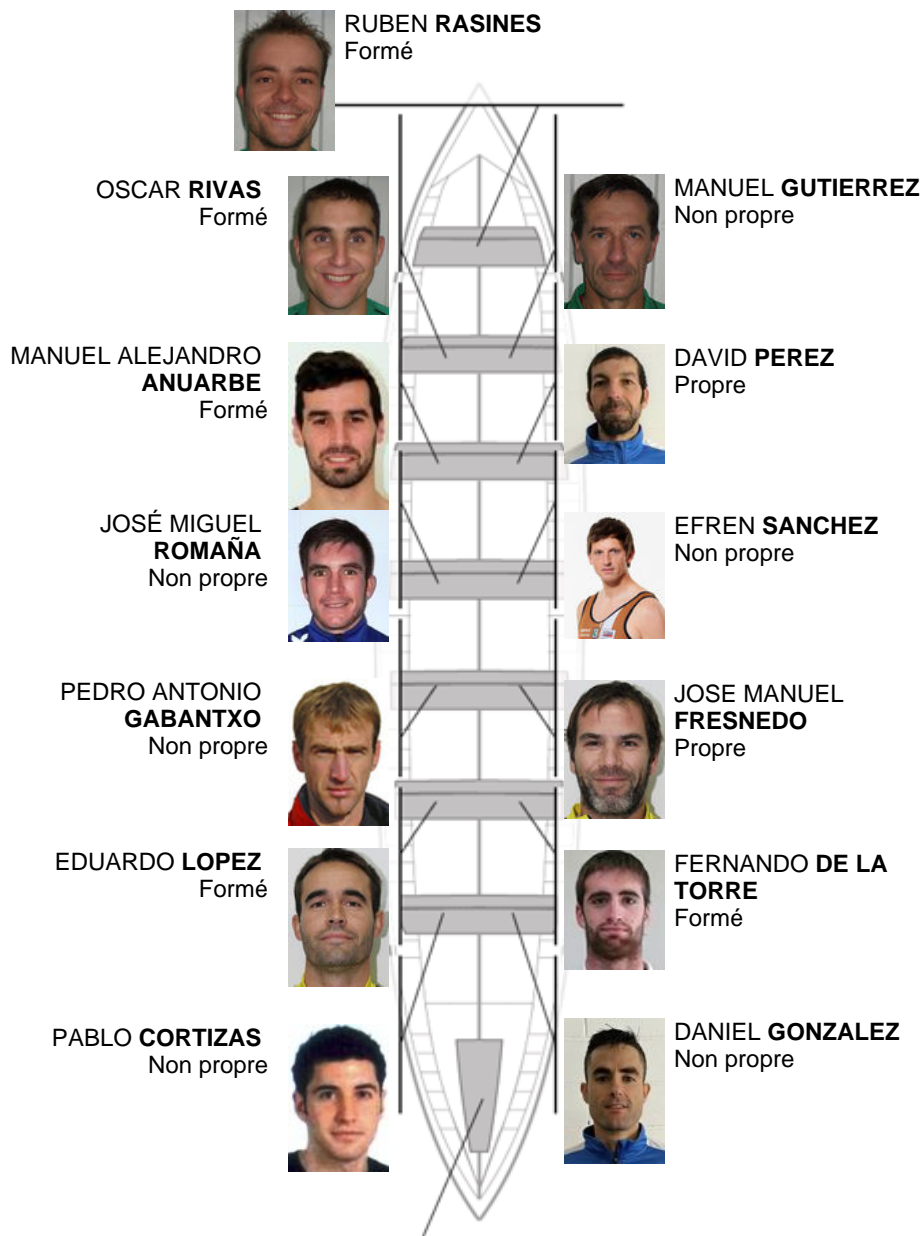 RUBEN RASINES
Formé
OSCAR RIVAS
Formé
MANUEL GUTIERREZ
Non propre
MANUEL ALEJANDRO
ANUARBE
Formé
DAVID PEREZ
Propre
JOSÉ MIGUEL
ROMAÑA
Non propre
EFREN SANCHEZ
Non propre
PEDRO ANTONIO
GABANTXO
Non propre
JOSE MANUEL
FRESNEDO
Propre
EDUARDO LOPEZ
Formé
FERNANDO DE LA
TORRE
Formé
PABLO CORTIZAS
Non propre
DANIEL GONZALEZ
Non propre